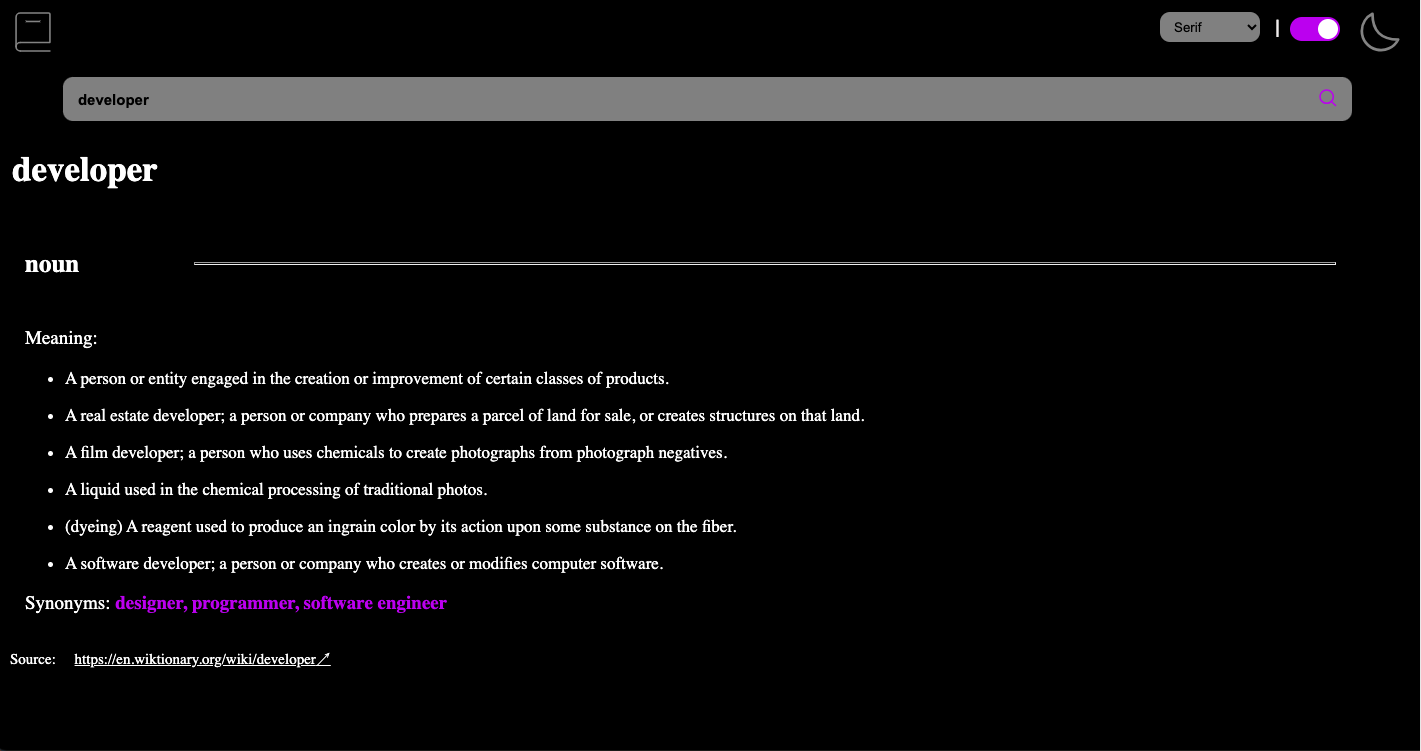 Serif |
developer
developer
noun
Meaning:
• A person or entity engaged in the creation or improvement of certain classes of products.
• A real estate developer; a person or company who prepares a parcel of land for sale, or creates structures on that land.
• A film developer; a person who uses chemicals to create photographs from photograph negatives.
• A liquid used in the chemical processing of traditional photos.
• (dyeing) A reagent used to produce an ingrain color by its action upon some substance on the fiber.
• A software developer; a person or company who creates or modifies computer software.
Synonyms: designer, programmer, software engineer
Source: https://en.wiktionary.org/wiki/developer↗